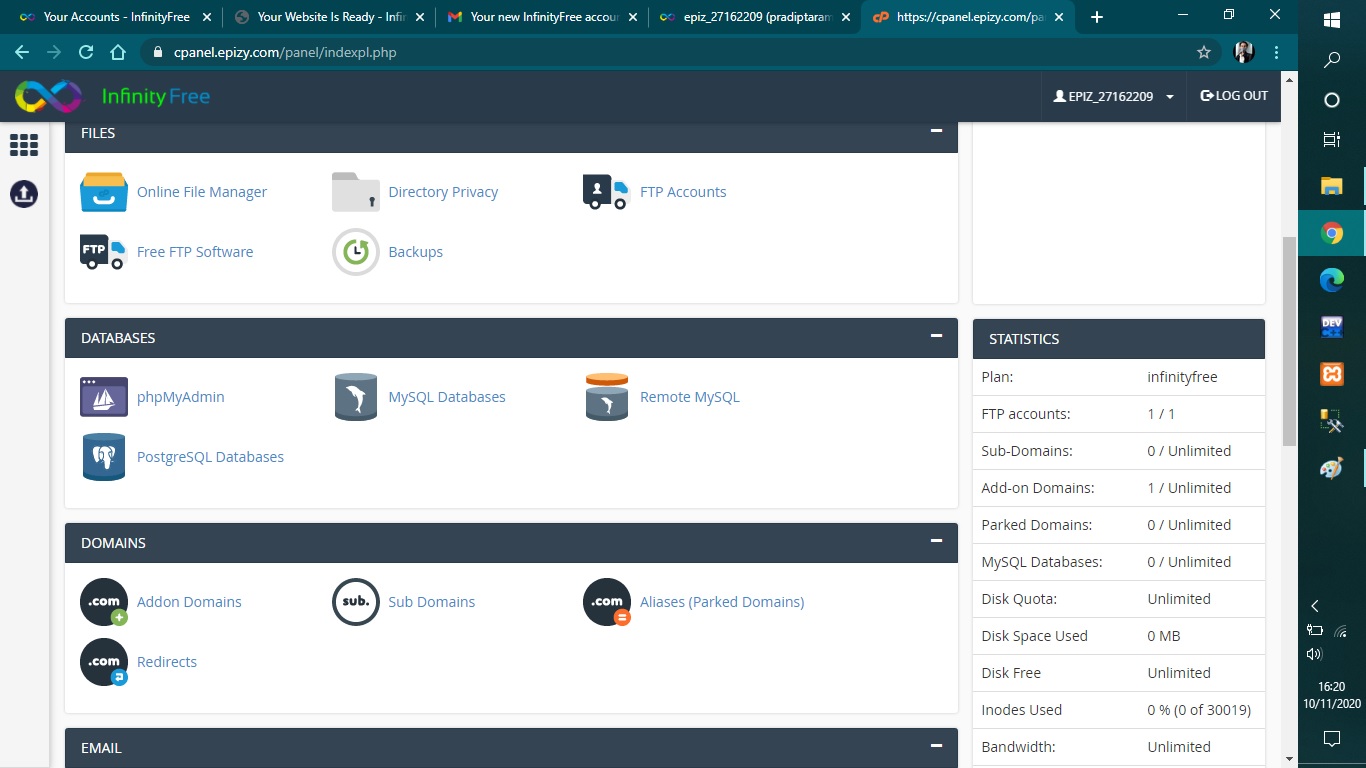 Your Accounts - InfinityFree
Your Website Is Ready - Infin
Your new InfinityFree accour
epiz_27162209 (pradiptaram
https://cpanel.epizy.com/pa
cpanel.epizy.com/panel/indexpl.php
InfinityFree
EPIZ_27162209
LOG OUT
FILES
Online File Manager
Directory Privacy
FTP Accounts
FTP
Free FTP Software
Backups
DATABASES
phpMyAdmin
MySQL Databases
Remote MySQL
PostgreSQL Databases
DOMAINS
.com
Addon Domains
sub.
Sub Domains
.com
Aliases (Parked Domains)
.com
Redirects
EMAIL
STATISTICS
Plan: infinityfree
FTP accounts: 1 / 1
Sub-Domains: 0 / Unlimited
Add-on Domains: 1 / Unlimited
Parked Domains: 0 / Unlimited
MySQL Databases: 0 / Unlimited
Disk Quota: Unlimited
Disk Space Used 0 MB
Disk Free Unlimited
Inodes Used 0 % (0 of 30019)
Bandwidth: Unlimited
DEV
C++
16:20
10/11/2020